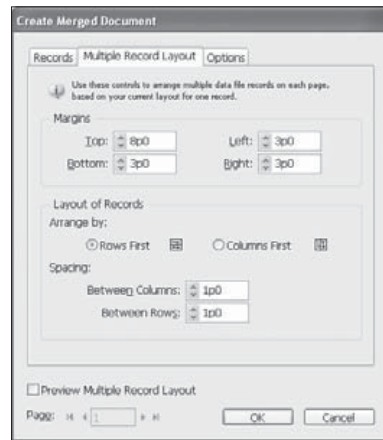 Create Merged Document
Records Multiple Record Layout Options
Use these controls to arrange multiple data file records on each page,
based on your current layout for one record.
Margins
Top: 8p0 Left: 3p0
Bottom: 3p0 Right: 3p0
Layout of Records
Arrange by:
Rows First Columns First
Spacing:
Between Columns: 1p0
Between Rows: 1p0
Preview Multiple Record Layout
Page: 1 OK Cancel